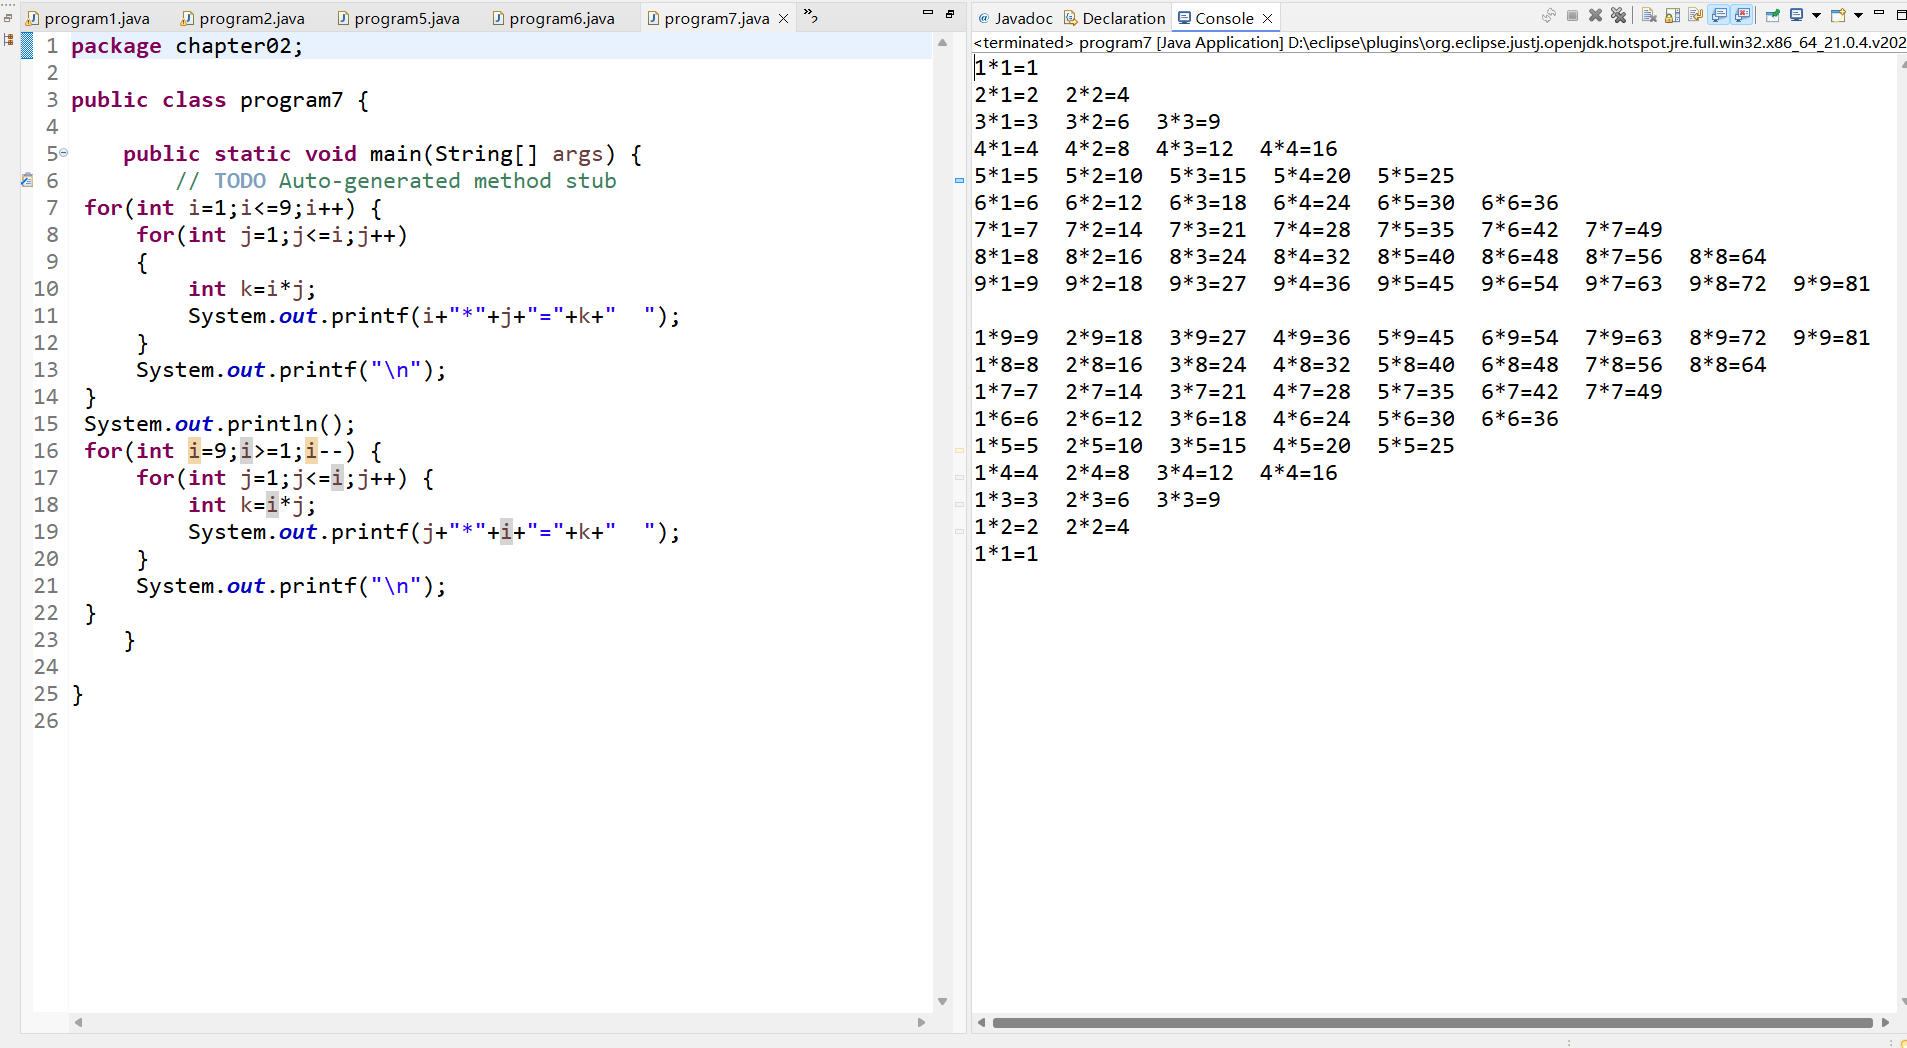 program1.java program2.java program5.java program6.java program7.java
1 package chapter02;
2
3 public class program7 {
4
5 public static void main(String[] args) {
6 // TODO Auto-generated method stub
7 for(int i=1;i<=9;i++) {
8 for(int j=1;j<=i;j++)
9 {
10 int k=i*j;
11 System.out.printf(i+"*"+j+"="+k+"  ");
12 }
13 System.out.printf("\n");
14 }
15 System.out.println();
16 for(int i=9;i>=1;i--) {
17 for(int j=1;j<=i;j++) {
18 int k=i*j;
19 System.out.printf(j+"*"+i+"="+k+"  ");
20 }
21 System.out.printf("\n");
22 }
23 }
24
25 }
26
@ Javadoc Declaration Console
<terminated> program7 [Java Application] D:\eclipse\plugins\org.eclipse.justj.openjdk.hotspot.jre.full.win32.x86_64_21.0.4.v202
1*1=1
2*1=2  2*2=4
3*1=3  3*2=6  3*3=9
4*1=4  4*2=8  4*3=12  4*4=16
5*1=5  5*2=10  5*3=15  5*4=20  5*5=25
6*1=6  6*2=12  6*3=18  6*4=24  6*5=30  6*6=36
7*1=7  7*2=14  7*3=21  7*4=28  7*5=35  7*6=42  7*7=49
8*1=8  8*2=16  8*3=24  8*4=32  8*5=40  8*6=48  8*7=56  8*8=64
9*1=9  9*2=18  9*3=27  9*4=36  9*5=45  9*6=54  9*7=63  9*8=72  9*9=81
1*9=9  2*9=18  3*9=27  4*9=36  5*9=45  6*9=54  7*9=63  8*9=72  9*9=81
1*8=8  2*8=16  3*8=24  4*8=32  5*8=40  6*8=48  7*8=56  8*8=64
1*7=7  2*7=14  3*7=21  4*7=28  5*7=35  6*7=42  7*7=49
1*6=6  2*6=12  3*6=18  4*6=24  5*6=30  6*6=36
1*5=5  2*5=10  3*5=15  4*5=20  5*5=25
1*4=4  2*4=8  3*4=12  4*4=16
1*3=3  2*3=6  3*3=9
1*2=2  2*2=4
1*1=1